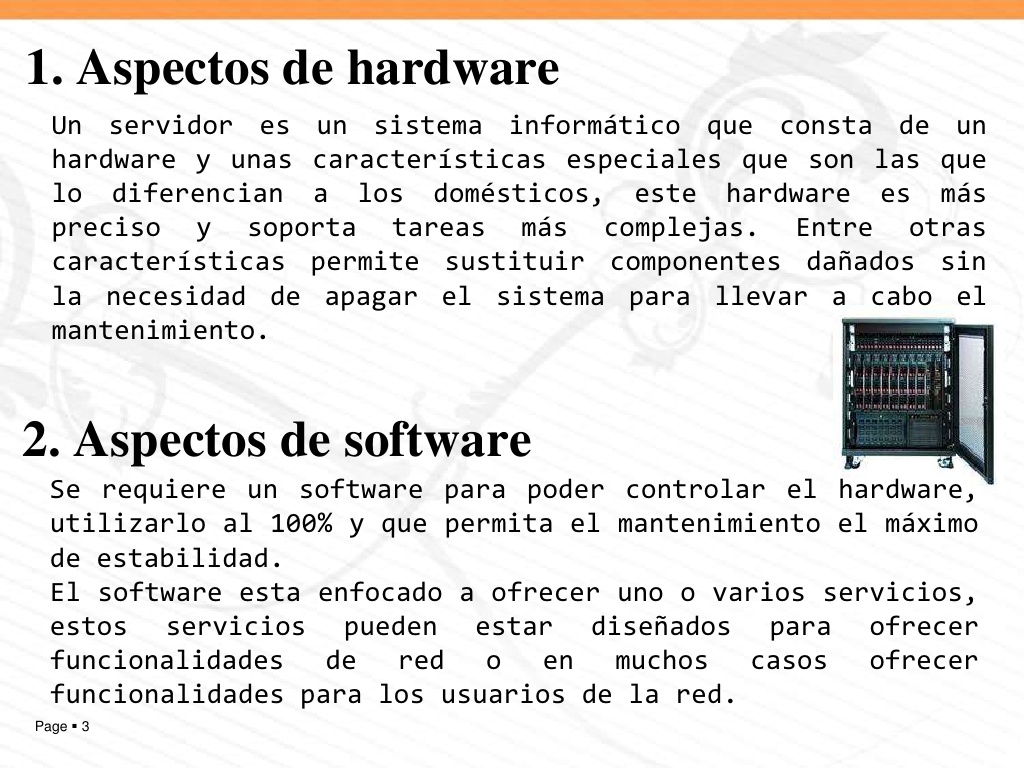 1. Aspectos de hardware
Un servidor es un sistema informático que consta de un
hardware y unas características especiales que son las que
lo diferencian a los domésticos, este hardware es más
preciso y soporta tareas más complejas. Entre otras
características permite sustituir componentes dañados sin
la necesidad de apagar el sistema para llevar a cabo el
mantenimiento.
2. Aspectos de software
Se requiere un software para poder controlar el hardware,
utilizarlo al 100% y que permita el mantenimiento el máximo
de estabilidad.
El software esta enfocado a ofrecer uno o varios servicios,
estos servicios pueden estar diseñados para ofrecer
funcionalidades de red o en muchos casos ofrecer
funcionalidades para los usuarios de la red.
Page ▪ 3